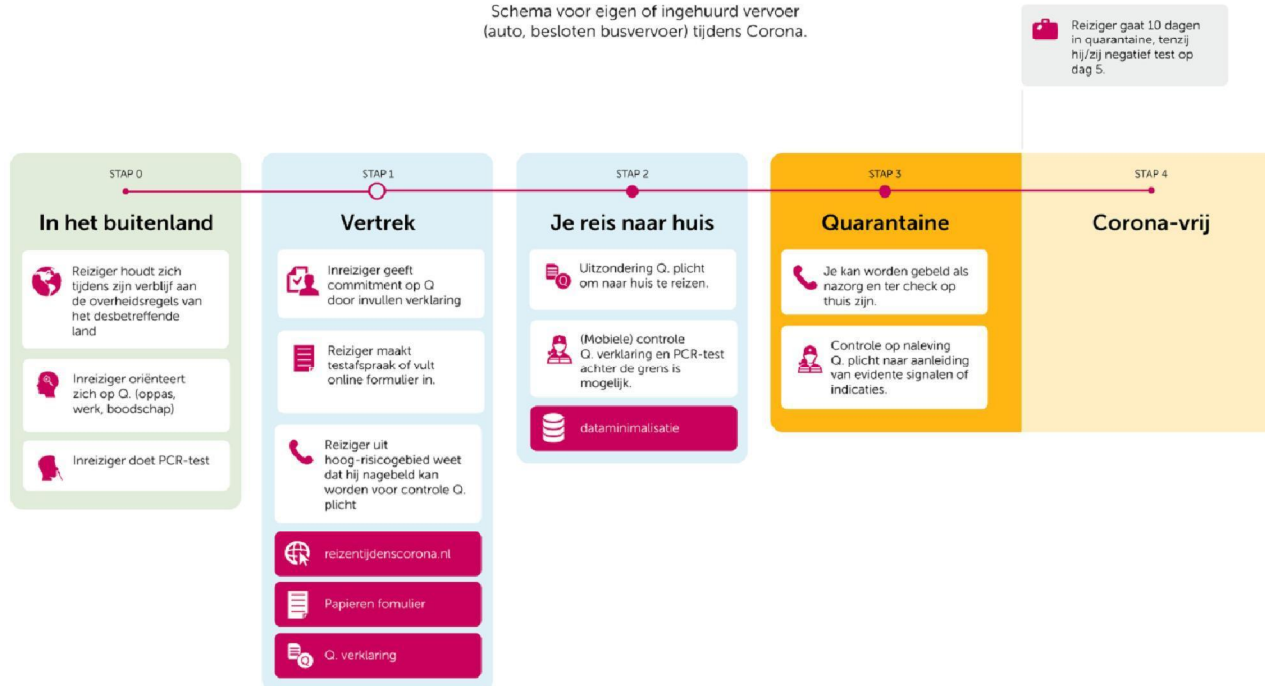 Schema voor eigen of ingehuurd vervoer
(auto, besloten busvervoer) tijdens Corona.
Reiziger gaat 10 dagen
in quarantaine, tenzij
hij/zij negatief test op
dag 5.
STAP 0
In het buitenland
Reiziger houdt zich
tijdens zijn verblijf aan
de overheidsregels van
het desbetreffende
land
Inreiziger oriënteert
zich op Q. (oppas,
werk, boodschap)
Inreiziger doet PCR-test
STAP 1
Vertrek
Inreiziger geeft
commitment op Q
door invullen verklaring
Reiziger maakt
testafspraak of vult
online formulier in.
Reiziger uit
hoog-risicogebied weet
dat hij nagebeld kan
worden voor controle Q.
plicht
reizentijdenscorona.nl
Papieren fomulier
Q. verklaring
STAP 2
Je reis naar huis
Uitzondering Q. plicht
om naar huis te reizen.
(Mobiele) controle
Q. verklaring en PCR-test
achter de grens is
mogelijk.
dataminimalisatie
STAP 3
Quarantaine
Je kan worden gebeld als
nazorg en ter check op
thuis zijn.
Controle op naleving
Q. plicht naar aanleiding
van evidente signalen of
indicaties.
STAP 4
Corona-vrij